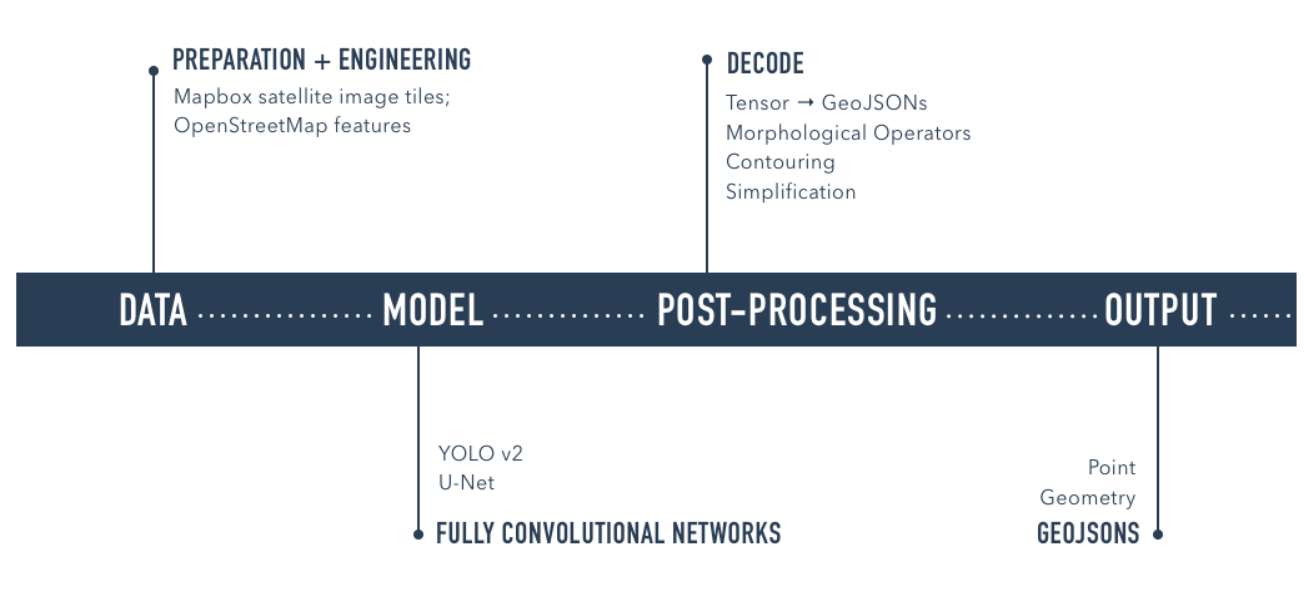 PREPARATION + ENGINEERING
Mapbox satellite image tiles;
OpenStreetMap features
DECODE
Tensor → GeoJSONs
Morphological Operators
Contouring
Simplification
DATA ............... MODEL .............. POST-PROCESSING .............. OUTPUT ......
YOLO v2
U-Net
FULLY CONVOLUTIONAL NETWORKS
Point
Geometry
GEOJSONS